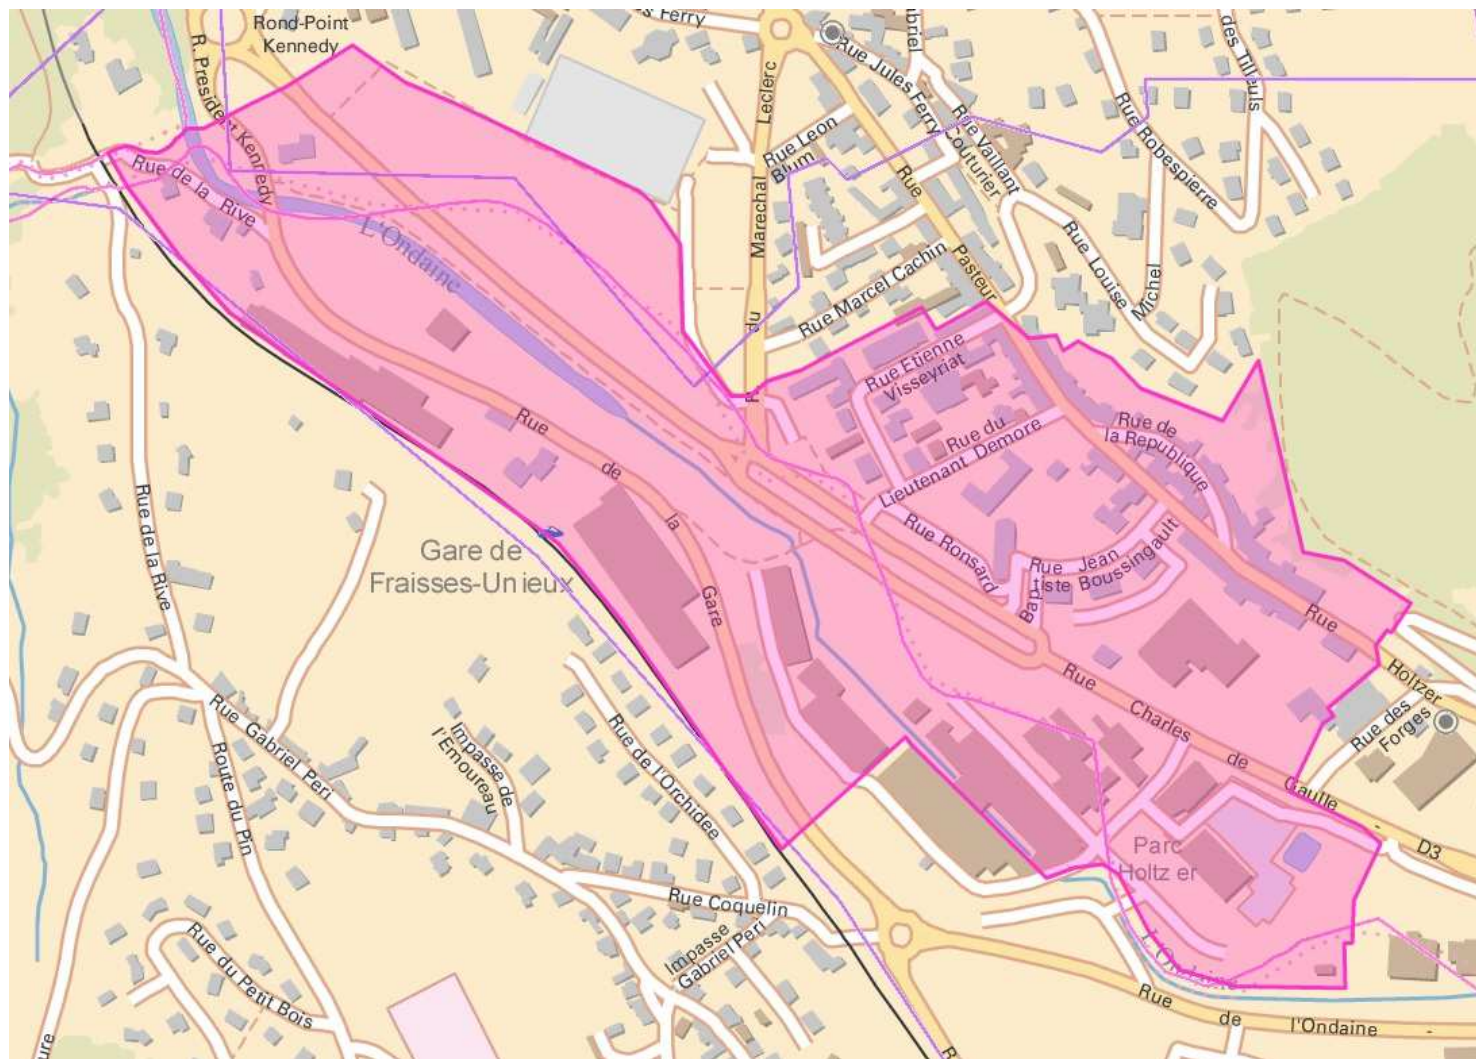 Rond-Point
Kennedy
R. President Kennedy
Rue de la Rive
L'Ondaine
Rue Jules Ferry
Rue Leon
Blum
Rue du Marechal Leclerc
Rue Vaillant
Couturier
des Tilleuls
Rue Robespierre
Rue Louise
Michel
Rue Pasteur
Rue Marcel Cachin
Rue Etienne
Visseyriat
Rue du
Lieutenant Demore
Rue de
la Republique
Rue Ronsard
Rue Jean
Baptiste Boussingault
Rue de la Gare
Gare de
Fraisses-Unieux
Rue de la Rive
Rue Holtzer
Rue des
Forges
Rue Charles de Gaulle - D3
Parc
Holtzer
L'Ondaine
Rue Gabriel Peri
Route du Pin
Impasse de
l'Emoureau
Rue de l'Orchidee
Rue Coquelin
Impasse
Gabriel Peri
Rue du Petit Bois
Rue de l'Ondaine -